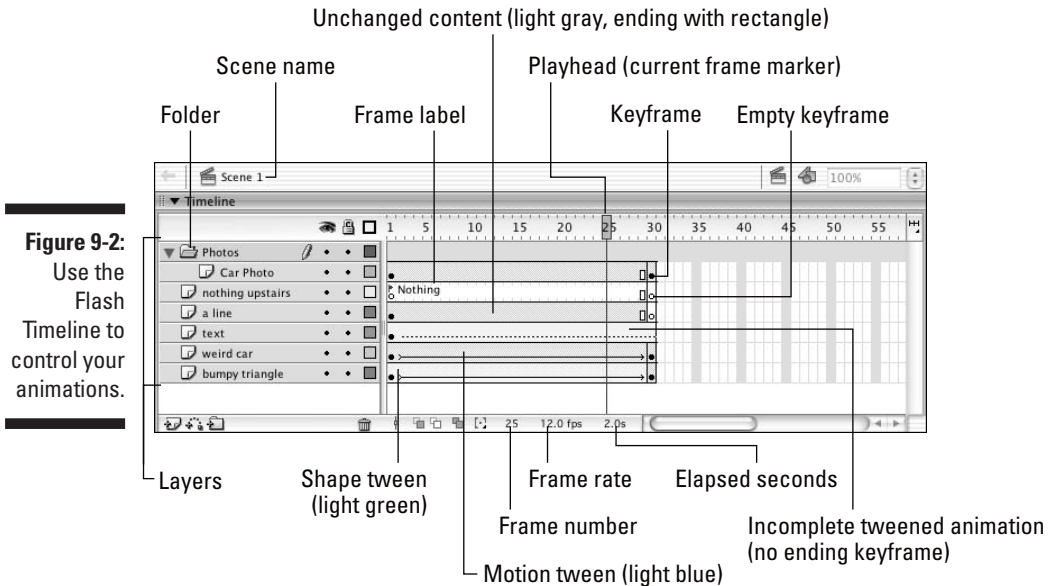 Unchanged content (light gray, ending with rectangle)
Scene name
Playhead (current frame marker)
Folder
Frame label
Keyframe
Empty keyframe
Scene 1
100%
Timeline
1 5 10 15 20 25 30 35 40 45 50 55
Photos
Car Photo
nothing upstairs
Nothing
a line
text
weird car
bumpy triangle
25 12.0 fps 2.0s
Figure 9-2:
Use the
Flash
Timeline to
control your
animations.
Layers
Shape tween
(light green)
Frame rate
Elapsed seconds
Frame number
Incomplete tweened animation
(no ending keyframe)
Motion tween (light blue)